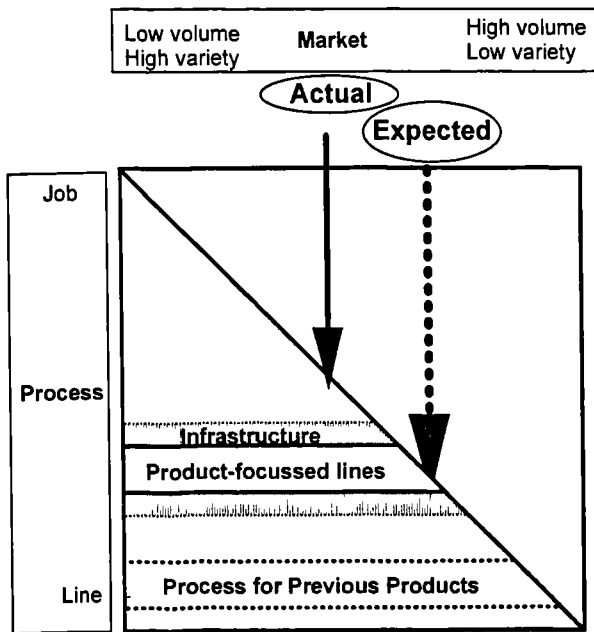 Low volume
High variety
Market
High volume
Low variety
Actual
Expected
Job
Process
Infrastructure
Product-focussed lines
Process for Previous Products
Line